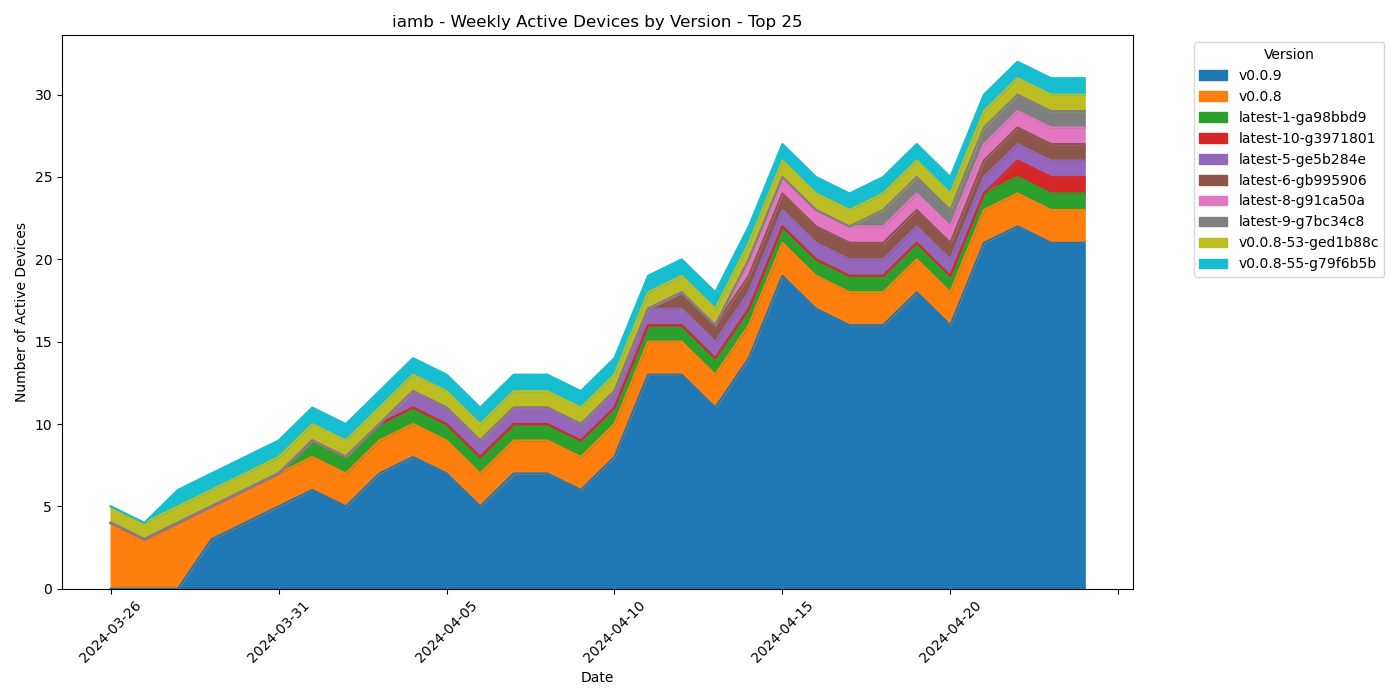 iamb - Weekly Active Devices by Version - Top 25
Number of Active Devices
30
25
20
15
10
5
0
2024-03-26
2024-03-31
2024-04-05
2024-04-10
2024-04-15
2024-04-20
Date
Version
v0.0.9
v0.0.8
latest-1-ga98bbd9
latest-10-g3971801
latest-5-ge5b284e
latest-6-gb995906
latest-8-g91ca50a
latest-9-g7bc34c8
v0.0.8-53-ged1b88c
v0.0.8-55-g79f6b5b